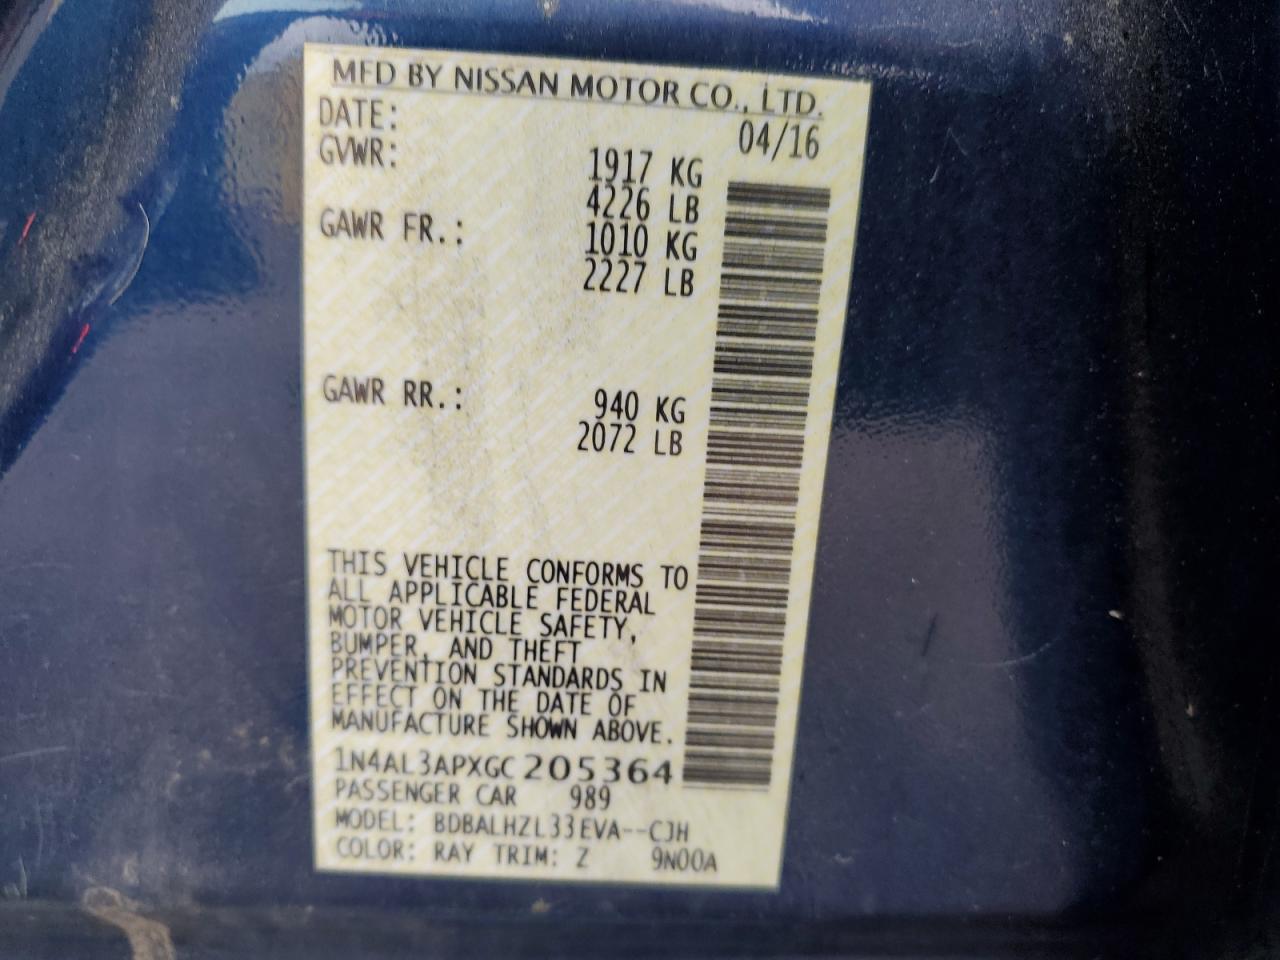 MFD BY NISSAN MOTOR CO., LTD.
DATE: 04/16
GVWR: 1917 KG
4226 LB
GAWR FR.: 1010 KG
2227 LB
GAWR RR.: 940 KG
2072 LB
THIS VEHICLE CONFORMS TO
ALL APPLICABLE FEDERAL
MOTOR VEHICLE SAFETY,
BUMPER, AND THEFT
PREVENTION STANDARDS IN
EFFECT ON THE DATE OF
MANUFACTURE SHOWN ABOVE.
1N4AL3APXGC205364
PASSENGER CAR 989
MODEL: BDBALHZL33EVA--CJH
COLOR: RAY TRIM: Z 9N00A